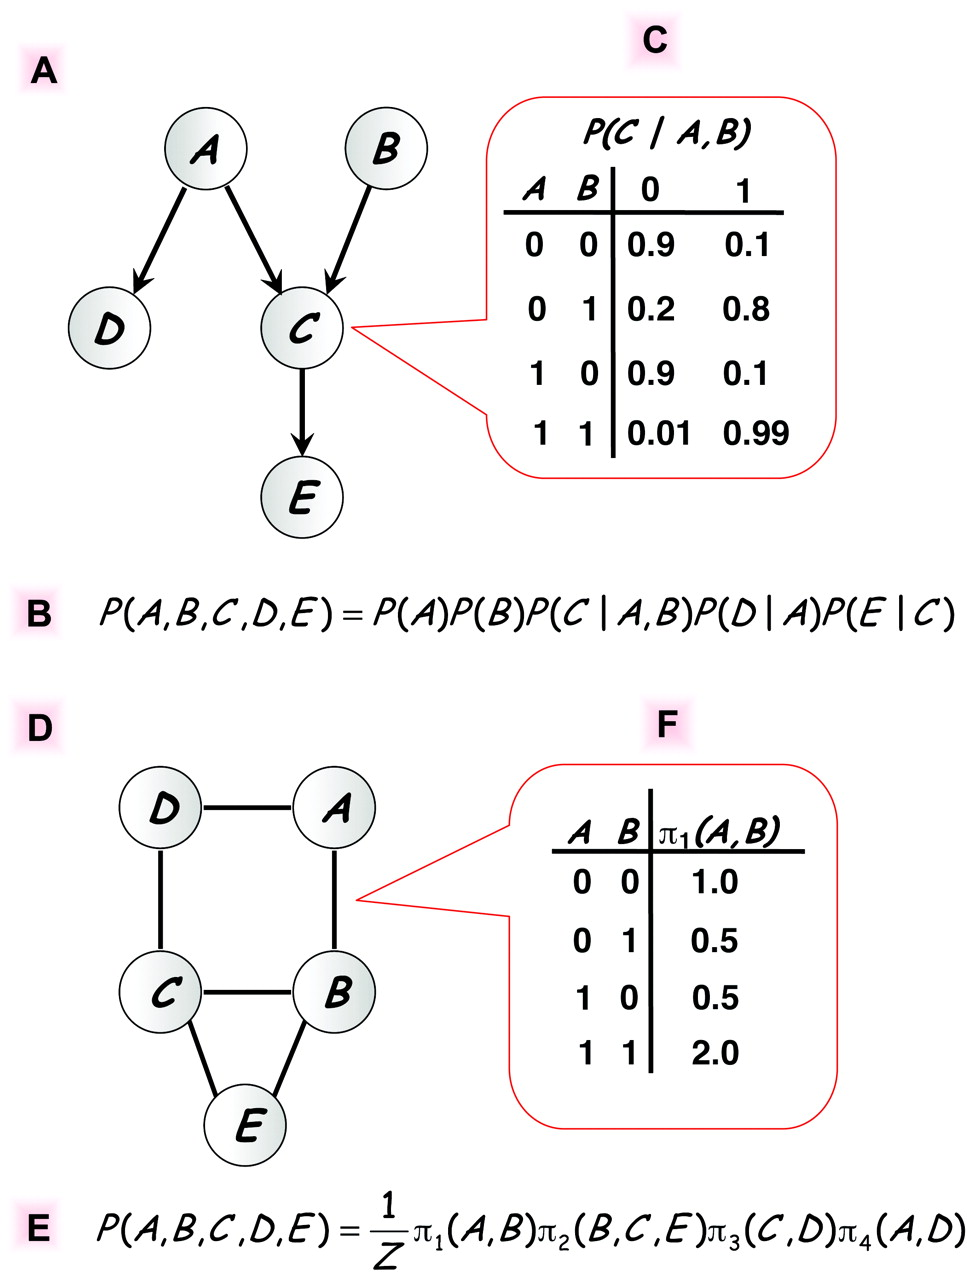 A
C
A
B
D
C
E
P(C | A,B)
A B 0 1
0 0 0.9 0.1
0 1 0.2 0.8
1 0 0.9 0.1
1 1 0.01 0.99
B
P(A,B,C,D,E) = P(A)P(B)P(C | A,B)P(D | A)P(E | C)
D
F
D
A
C
B
E
A B π₁(A,B)
0 0 1.0
0 1 0.5
1 0 0.5
1 1 2.0
E
P(A,B,C,D,E) = 1/Z π₁(A,B)π₂(B,C,E)π₃(C,D)π₄(A,D)